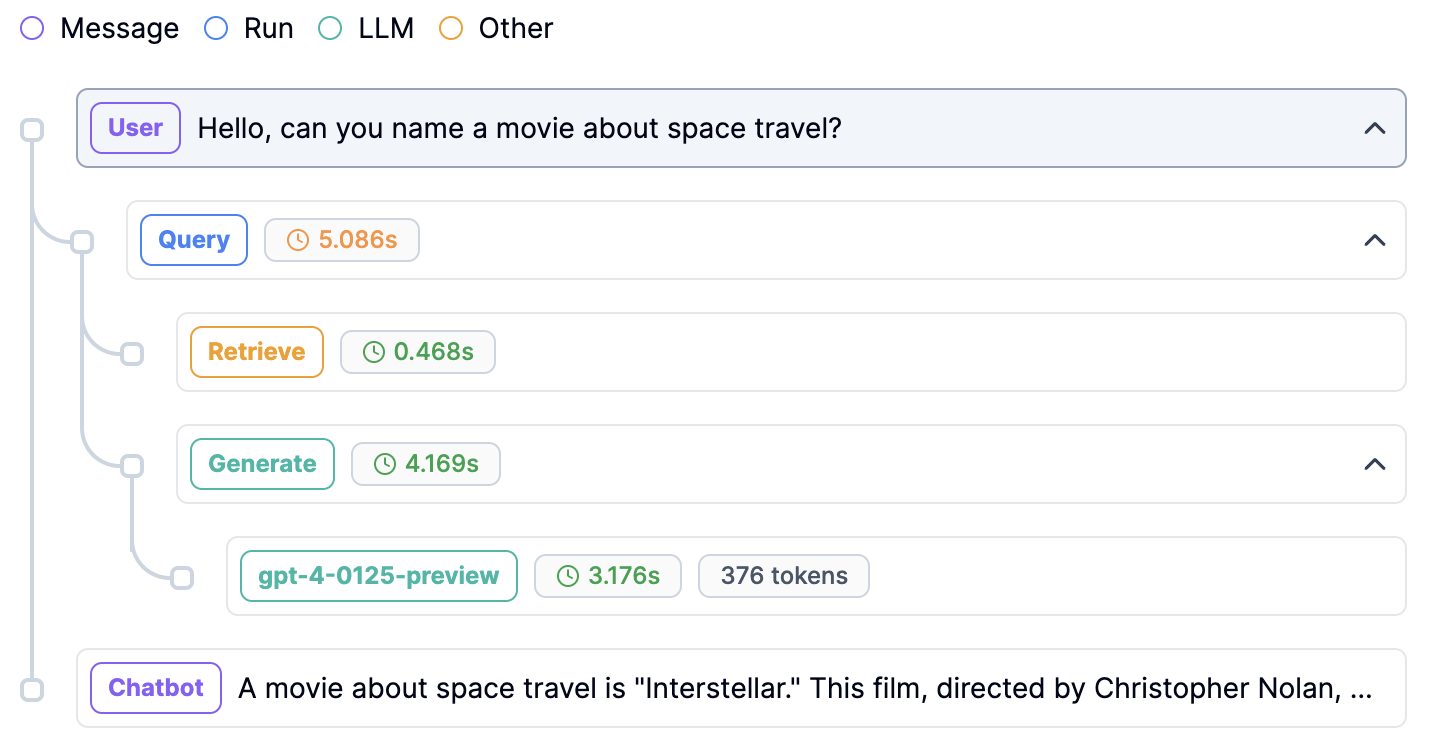 Message Run LLM Other
User Hello, can you name a movie about space travel?
Query 5.086s
Retrieve 0.468s
Generate 4.169s
gpt-4-0125-preview 3.176s 376 tokens
Chatbot A movie about space travel is "Interstellar." This film, directed by Christopher Nolan, ...